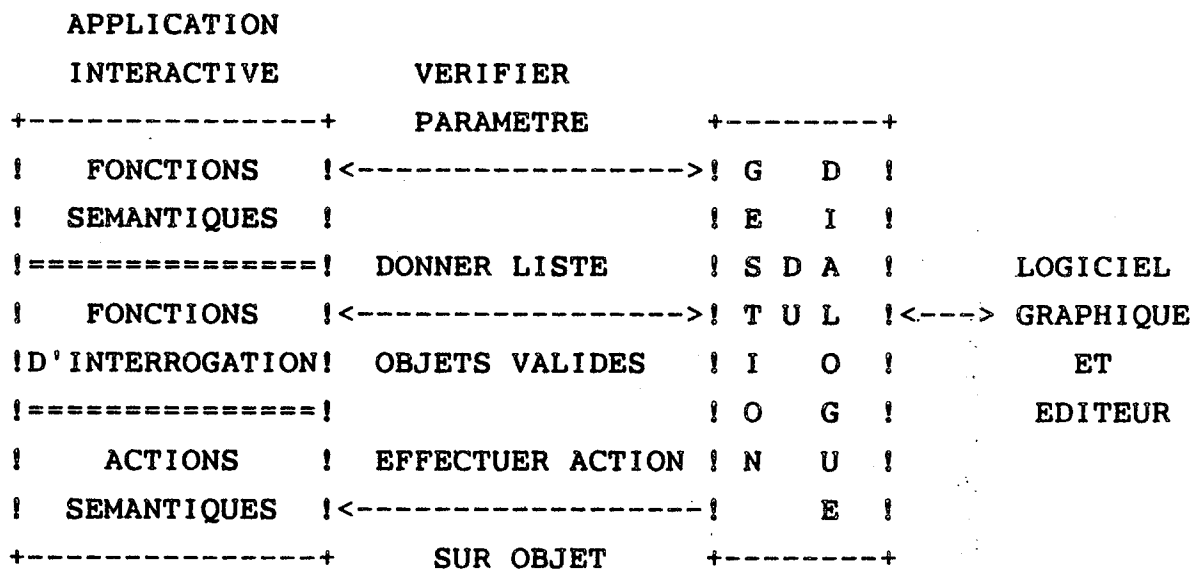 APPLICATION
INTERACTIVE VERIFIER
+----------------+ PARAMETRE +--------+
! FONCTIONS !<----------------->! G D !
! SEMANTIQUES ! ! E I !
!===============! DONNER LISTE ! S D A ! LOGICIEL
! FONCTIONS !<----------------->! T U L !<---> GRAPHIQUE
!D'INTERROGATION! OBJETS VALIDES ! I O ! ET
!===============! ! O G ! EDITEUR
! ACTIONS ! EFFECTUER ACTION ! N U !
! SEMANTIQUES !<------------------! E !
+----------------+ SUR OBJET +--------+